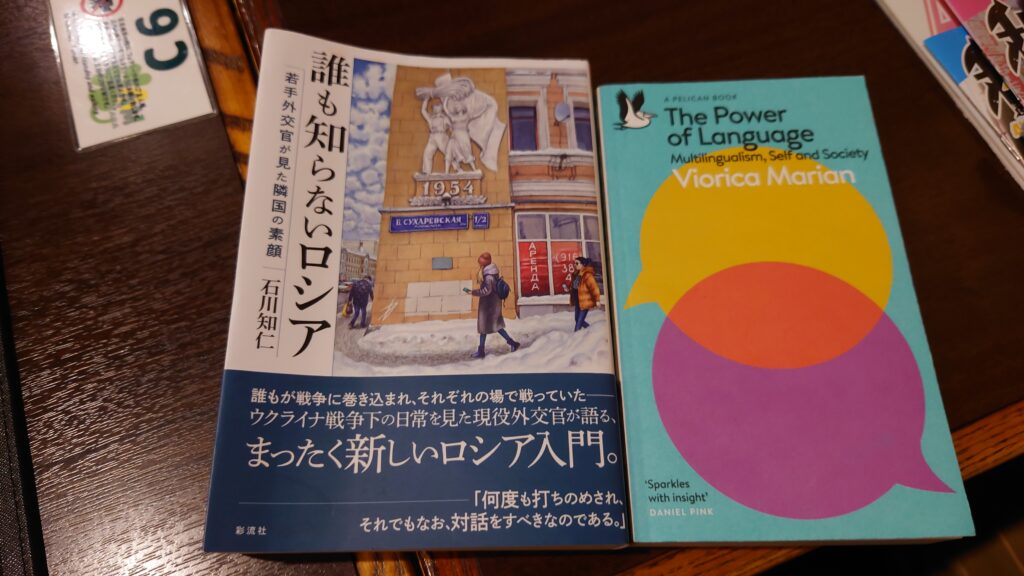 誰も知らないロシア
若手外交官が見た隣国の素顔
石川知仁
1954
Б. СУХАРЕВСКАЯ
1/2
АРЕНДА
誰もが戦争に巻き込まれ、それぞれの場で戦っていた──
ウクライナ戦争下の日常を見た現役外交官が語る、
まったく新しいロシア入門。
──「何度も打ちのめされ、
それでもなお、対話をすべきなのである。」
彩流社
A PELICAN BOOK
The Power
of Language
Multilingualism, Self and Society
Viorica Marian
'Sparkles
with insight'
DANIEL PINK